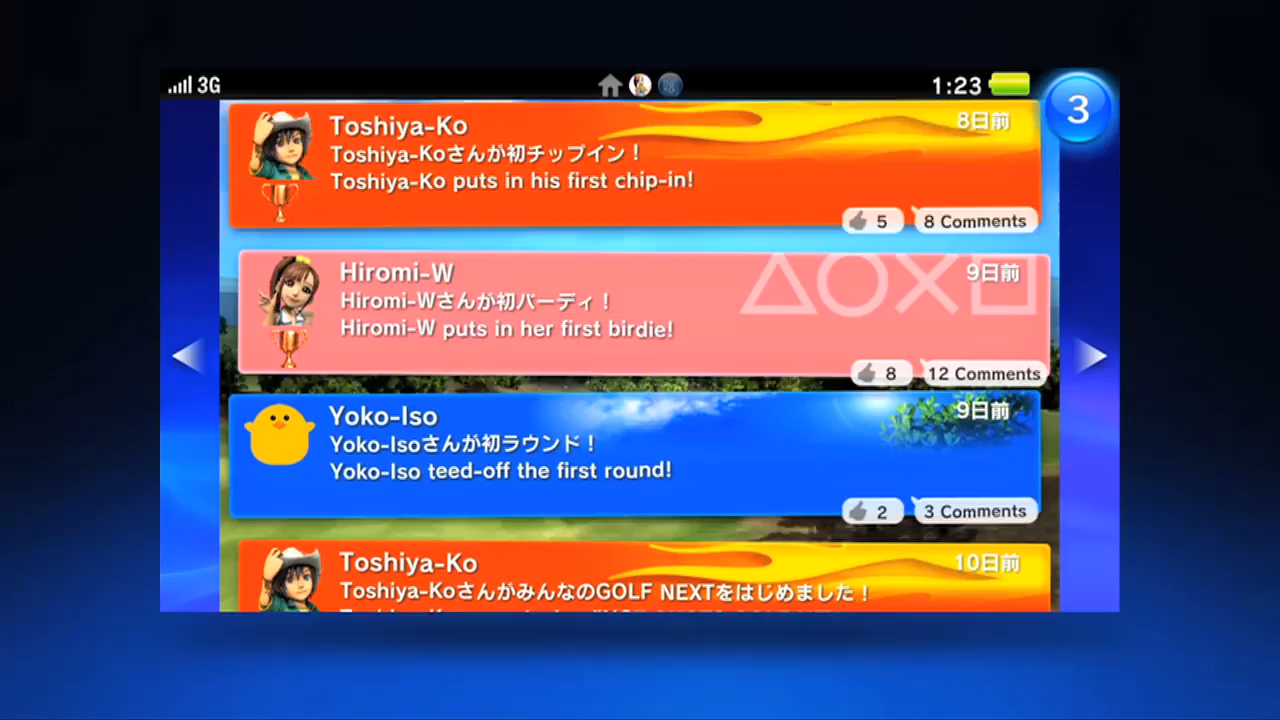 3G
1:23
3
Toshiya-Ko
8日前
Toshiya-Koさんが初チップイン！
Toshiya-Ko puts in his first chip-in!
5
8 Comments
Hiromi-W
9日前
Hiromi-Wさんが初バーディ！
Hiromi-W puts in her first birdie!
8
12 Comments
Yoko-Iso
9日前
Yoko-Isoさんが初ラウンド！
Yoko-Iso teed-off the first round!
2
3 Comments
Toshiya-Ko
10日前
Toshiya-KoさんがみんなのGOLF NEXTをはじめました！